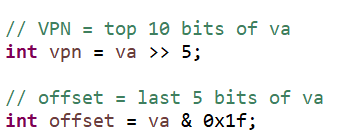 // VPN = top 10 bits of va
int vpn = va >> 5;
// offset = last 5 bits of va
int offset = va & 0x1f;